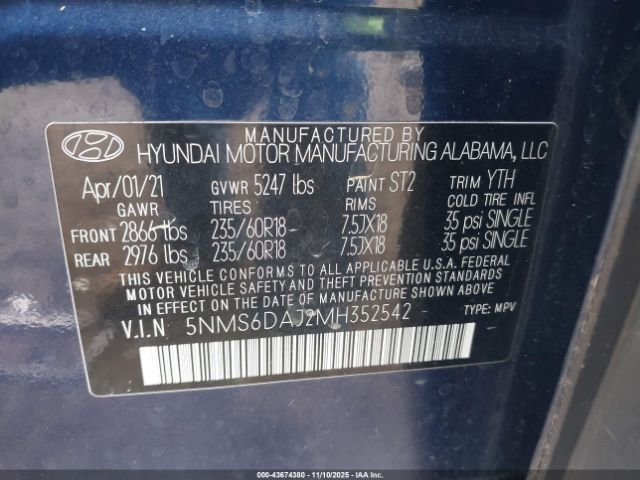 MANUFACTURED BY
HYUNDAI MOTOR MANUFACTURING ALABAMA, LLC
Apr/01/21 GVWR 5247 lbs PAINT ST2 TRIM YTH
GAWR TIRES RIMS COLD TIRE INFL
FRONT 2866 lbs 235/60R18 7.5JX18 35 psi SINGLE
REAR 2976 lbs 235/60R18 7.5JX18 35 psi SINGLE
THIS VEHICLE CONFORMS TO ALL APPLICABLE U.S.A. FEDERAL
MOTOR VEHICLE SAFETY AND THEFT PREVENTION STANDARDS
IN EFFECT ON THE DATE OF MANUFACTURE SHOWN ABOVE.
V.I.N. 5NMS6DAJ2MH352542 TYPE: MPV
000-43674380 - 11/10/2025 - IAAI.COM